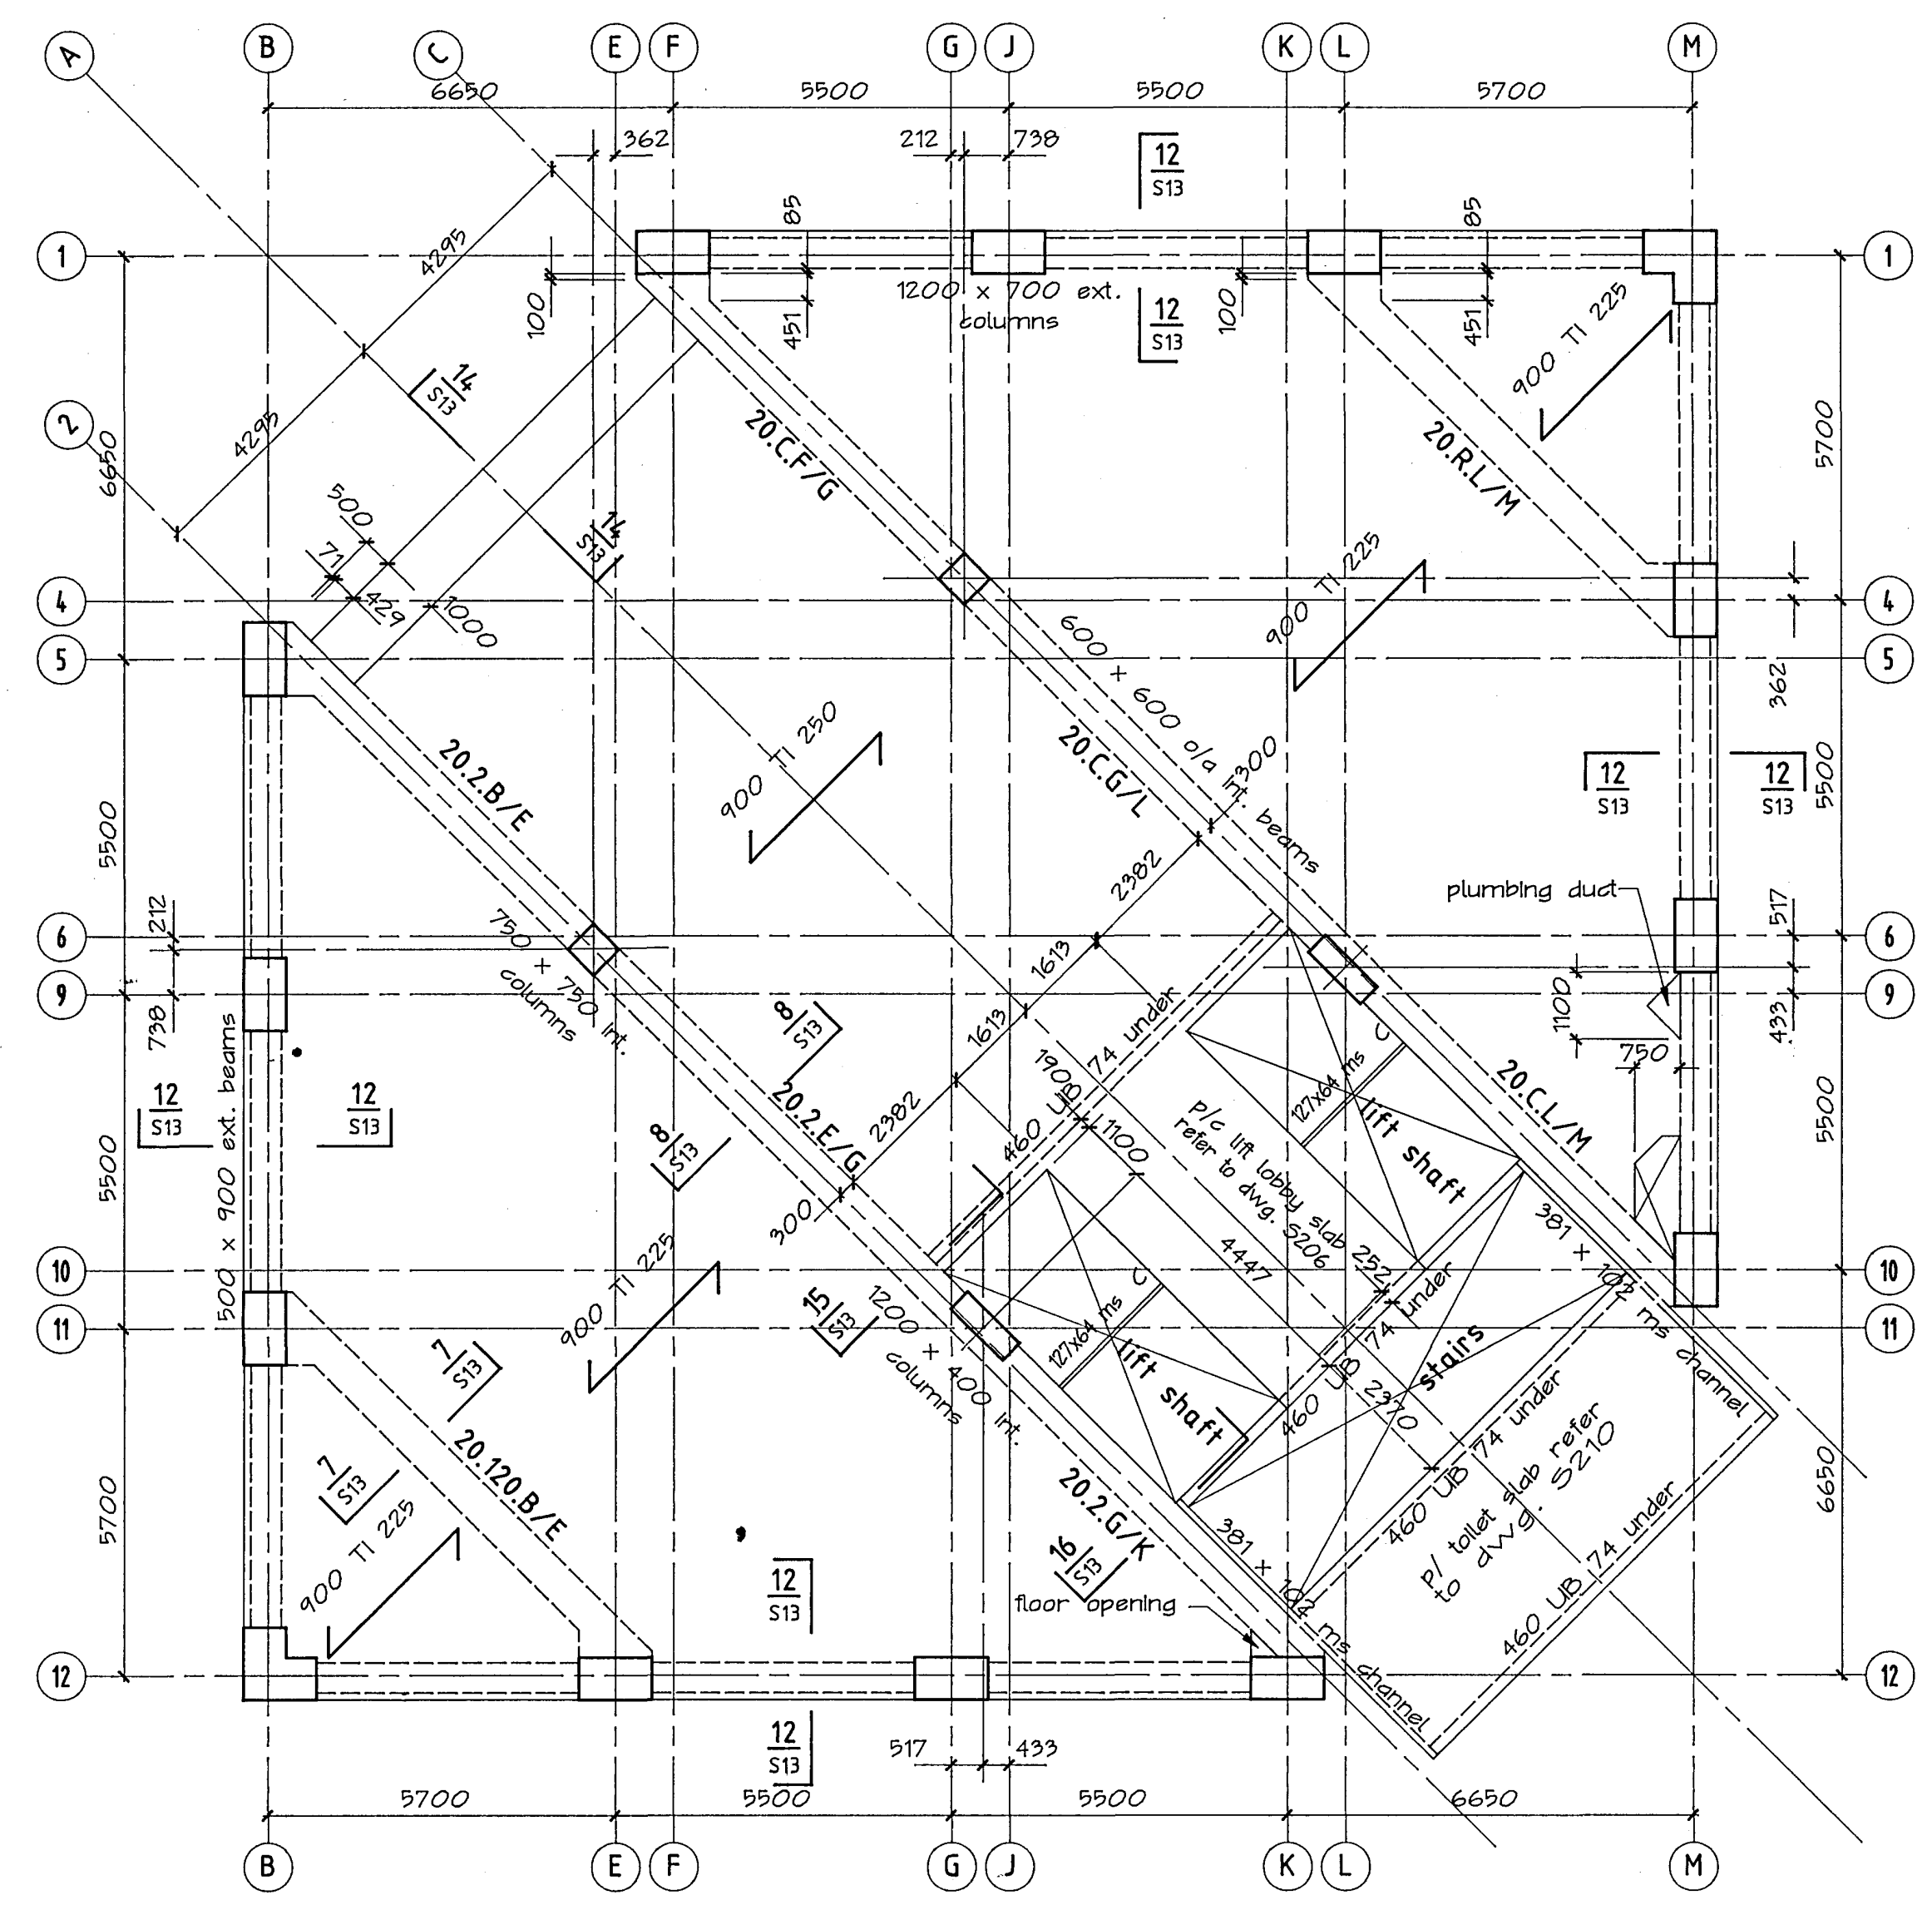 A
B
C
E
F
G
J
K
L
M
6650
5500
5500
5700
362
212
738
12
S13
85
85
1
1
4295
100
451
1200 x 700 ext.
columns
100
451
12
S13
900 TI 225
14
S13
2
6650
4295
20.C.F/G
20.R.L/M
5700
500
71
429
1000
14
S13
900 TI 225
4
4
5
5
362
600 x 600 o/a int. beams
20.2.B/E
900 TI 250
20.C.G/L
300
12
S13
12
S13
5500
5500
2382
plumbing duct
212
517
6
6
750 x 750 int.
columns
1613
9
9
738
433
8
S13
1613
1100
750
460 UB 74 under
1900
127x64 ms
C
lift shaft
20.C.L/M
500 x 900 ext. beams
12
S13
12
S13
8
S13
20.2.E/G
2382
1100
p/c lift lobby slab
refer to dwg. S206
5500
5500
300
4447
252
381 x 102 ms channel
10
10
900 TI 225
15
S13
1200 x 400 int.
columns
127x64 ms
C
lift shaft
460 UB 74 under
stairs
11
11
7
S13
2370
20.120.B/E
7
S13
900 TI 225
5700
20.2.G/K
381 x 102 ms channel
460 UB 74 under
p/ toilet slab refer
to dwg. S210
460 UB 74 under
6650
16
S13
12
S13
floor opening
12
12
12
S13
517
433
5700
5500
5500
6650
B
E
F
G
J
K
L
M